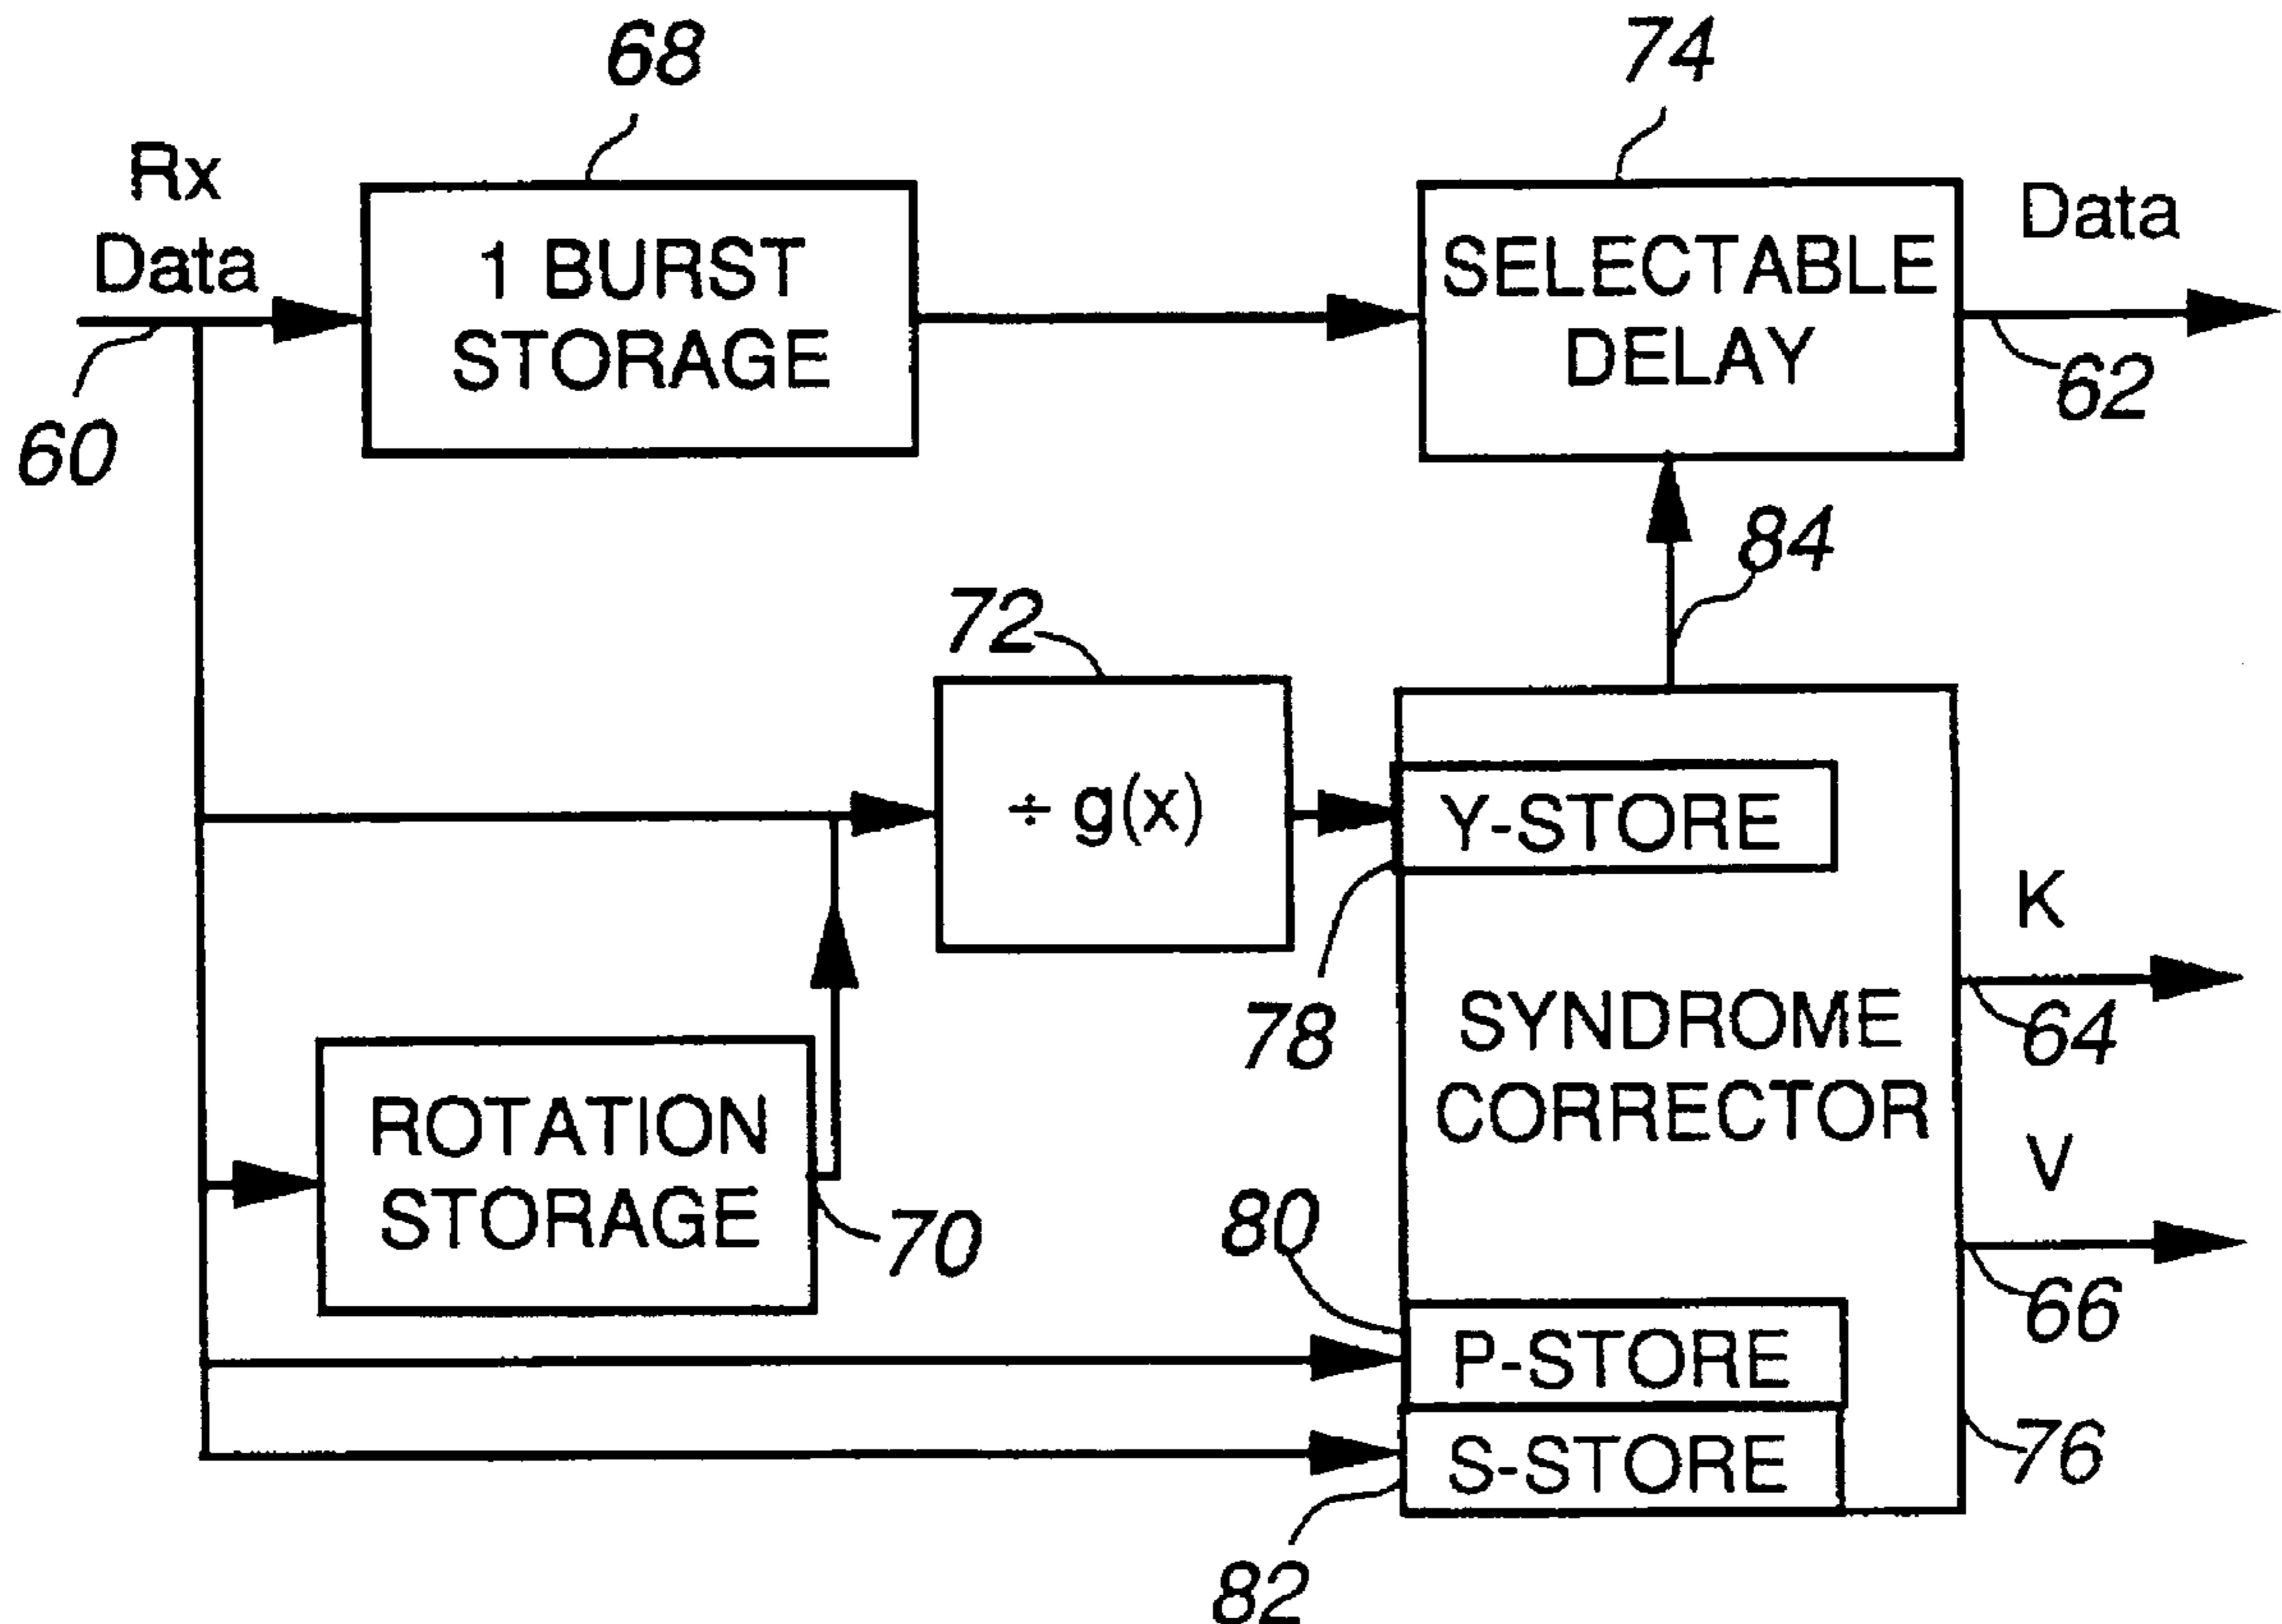 68
74
Rx
Data
1 BURST
STORAGE
SELECTABLE
DELAY
Data
60
62
84
72
÷ g(x)
Y-STORE
78
K
64
SYNDROME
CORRECTOR
V
66
ROTATION
STORAGE
70
80
P-STORE
S-STORE
76
82